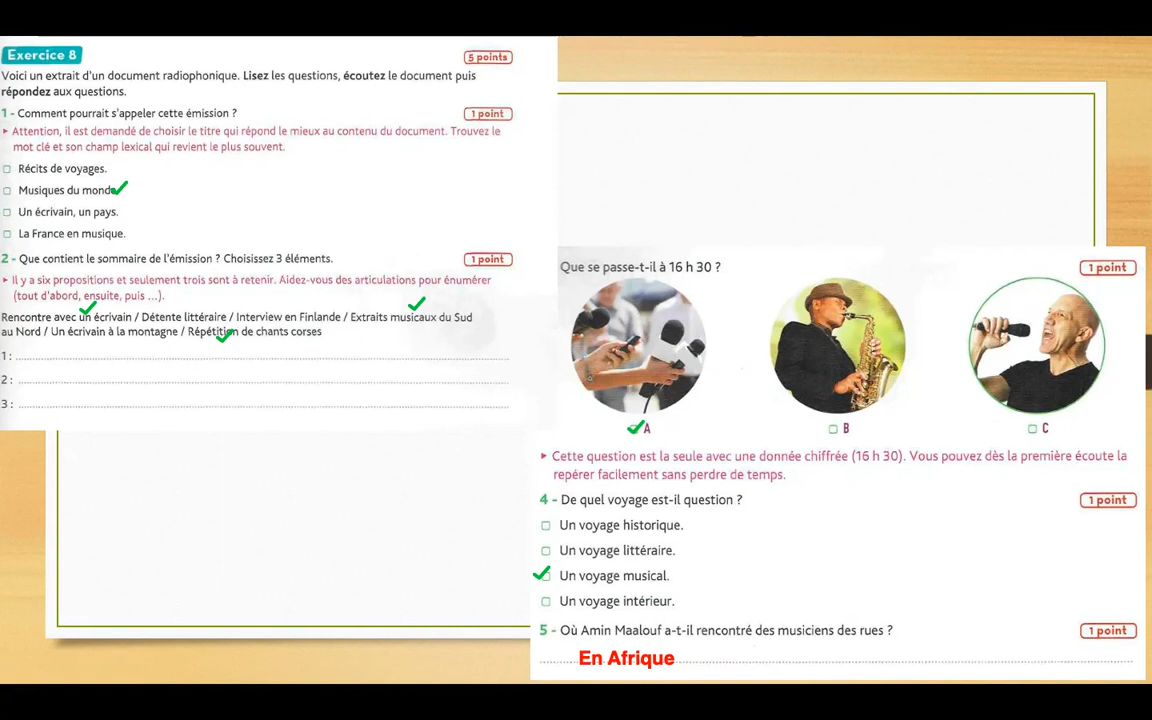 Exercice 8
5 points
Voici un extrait d'un document radiophonique. Lisez les questions, écoutez le document puis
répondez aux questions.
1 - Comment pourrait s'appeler cette émission ?
1 point
▸ Attention, il est demandé de choisir le titre qui répond le mieux au contenu du document. Trouvez le
mot clé et son champ lexical qui revient le plus souvent.
Récits de voyages.
Musiques du monde
Un écrivain, un pays.
La France en musique.
2 - Que contient le sommaire de l'émission ? Choisissez 3 éléments.
1 point
▸ Il y a six propositions et seulement trois sont à retenir. Aidez-vous des articulations pour énumérer
(tout d'abord, ensuite, puis ...).
Rencontre avec un écrivain / Détente littéraire / Interview en Finlande / Extraits musicaux du Sud
au Nord / Un écrivain à la montagne / Répétition de chants corses
1 :
2 :
3 :
Que se passe-t-il à 16 h 30 ?
1 point
A
B
C
▸ Cette question est la seule avec une donnée chiffrée (16 h 30). Vous pouvez dès la première écoute la
repérer facilement sans perdre de temps.
4 - De quel voyage est-il question ?
1 point
Un voyage historique.
Un voyage littéraire.
Un voyage musical.
Un voyage intérieur.
5 - Où Amin Maalouf a-t-il rencontré des musiciens des rues ?
1 point
En Afrique